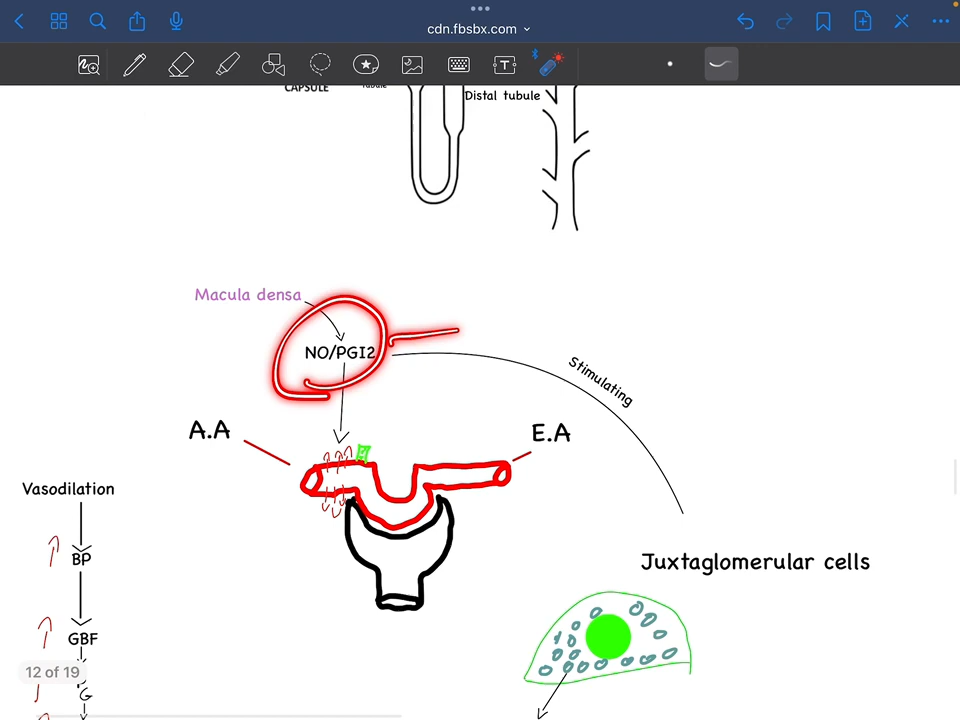 cdn.fbsbx.com
T
CAPSULE
Tubule
Distal tubule
Macula densa
NO/PGI2
Stimulating
A.A
E.A
Vasodilation
BP
GBF
Juxtaglomerular cells
12 of 19
G